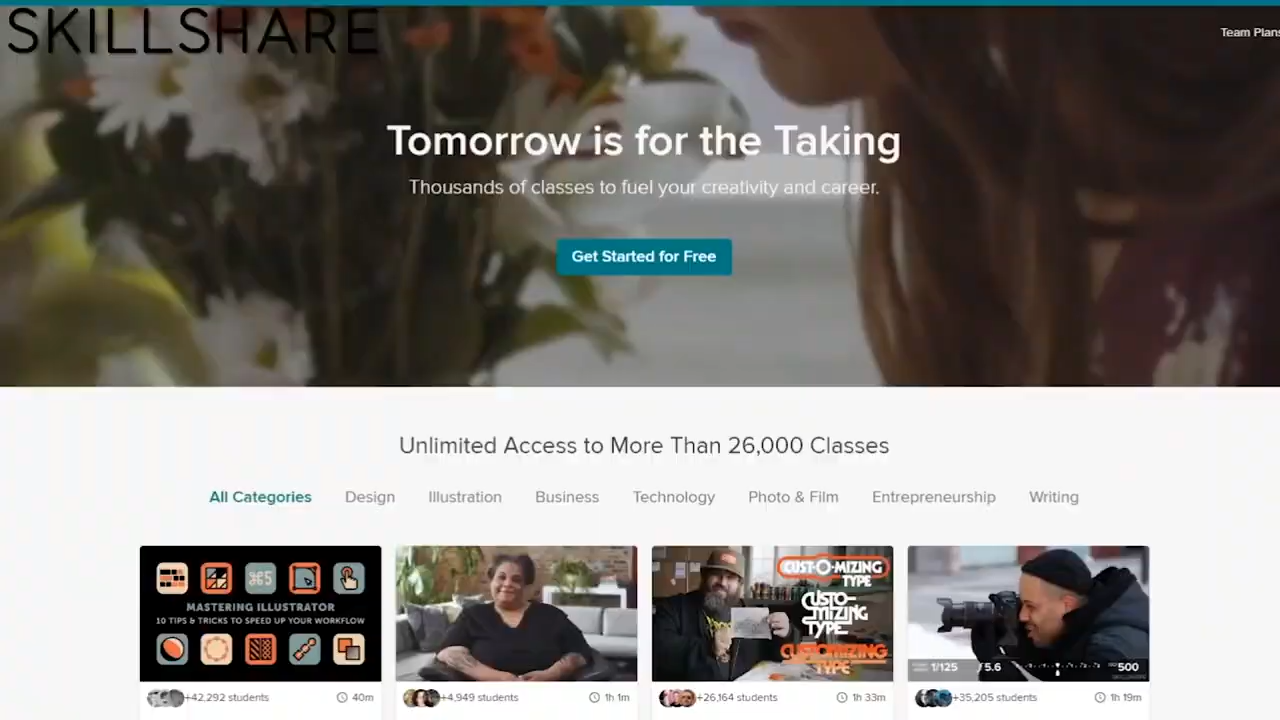 SKILLSHARE
Team Plans
Tomorrow is for the Taking
Thousands of classes to fuel your creativity and career.
Get Started for Free
Unlimited Access to More Than 26,000 Classes
All Categories Design Illustration Business Technology Photo & Film Entrepreneurship Writing
⌘5
MASTERING ILLUSTRATOR
10 TIPS & TRICKS TO SPEED UP YOUR WORKFLOW
CUST-O-MIZING
TYPE
CUSTO-
MIZING
TYPE
CUSTOMIZING
TYPE
1/125 /5.6 500
SKILLSHARE
+42,292 students 40m
+4,949 students 1h 1m
+26,164 students 1h 33m
+35,205 students 1h 19m